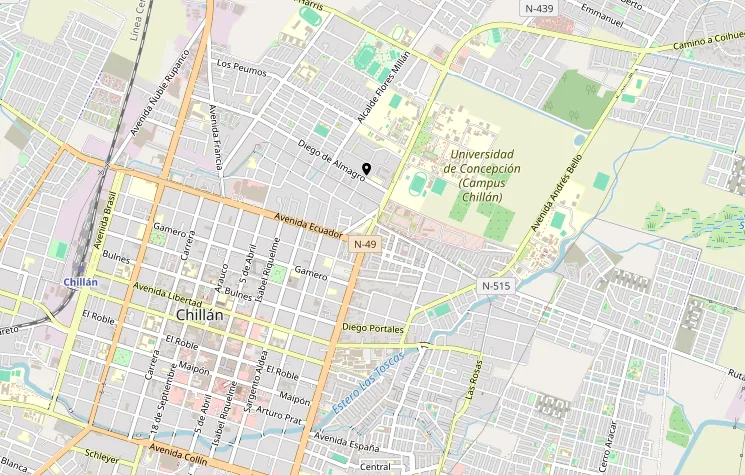 Harris
N-439
Emmanuel
Camino a Coihue
Línea Cen
Los Peumos
Alcalde Flores Millán
Avenida Ñuble Rupanco
Avenida Francia
Diego de Almagro
Universidad
de Concepción
(Campus
Chillán)
Avenida Andrés Bello
Avenida Brasil
Avenida Ecuador
N-49
Gamero
Carrera
5 de Abril
Isabel Riquelme
Bulnes
Arauco
Gamero
Chillán
Avenida Libertad
Bulnes
N-515
Chillán
El Roble
Diego Portales
Estero Las Toscas
El Roble
Carrera
Maipón
Sargento Aldea
Las Rosas
Ruta
18 de Septiembre
5 de Abril
Isabel Riquelme
Maipón
Arturo Prat
Cerro Aracar
Schleyer
Avenida Collín
Avenida España
Central
Blanca